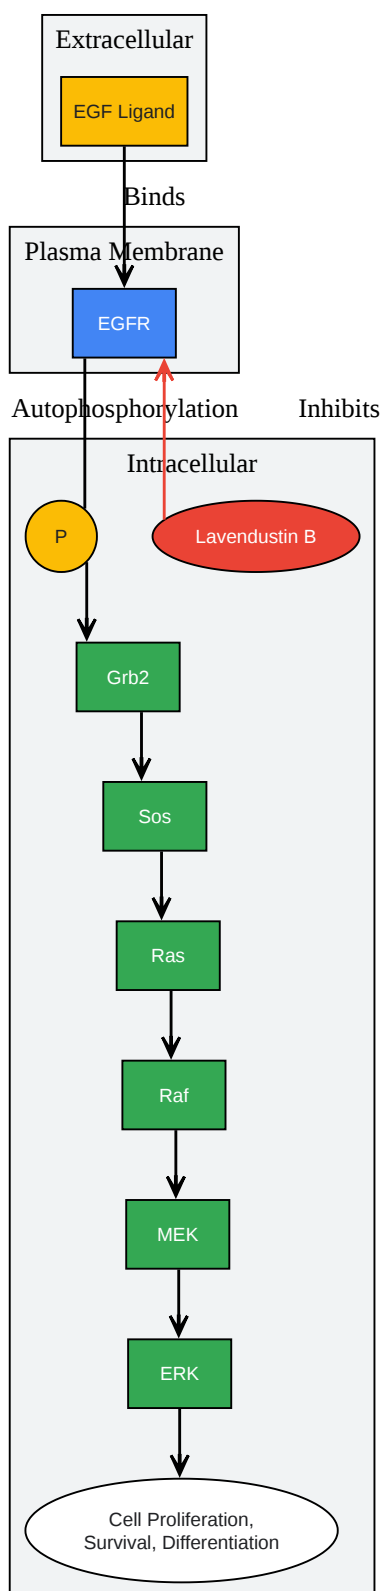 Extracellular
EGF Ligand
Binds
Plasma Membrane
EGFR
Autophosphorylation
Inhibits
Intracellular
P
Lavendustin B
Grb2
Sos
Ras
Raf
MEK
ERK
Cell Proliferation,
Survival, Differentiation